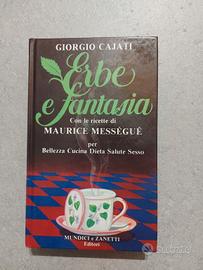 GIORGIO CAJATI
Erbe
e fantasia
Con le ricette di
MAURICE MESSÉGUÉ
per
Bellezza Cucina Dieta Salute Sesso
MUNDICI e ZANETTI
Editori
subito